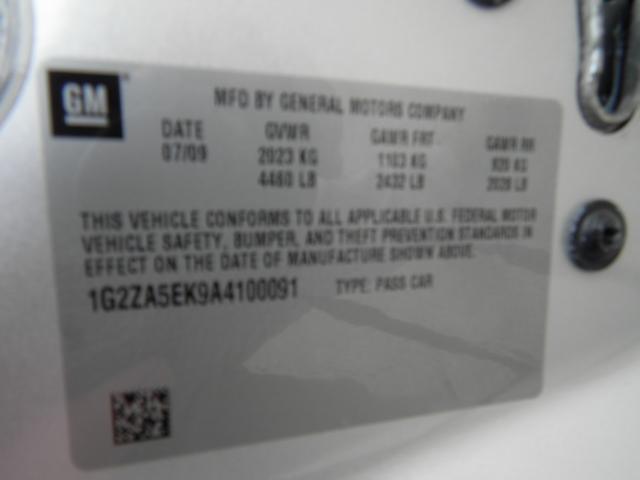 GM
MFD BY GENERAL MOTORS COMPANY
DATE GVWR GAWR FRT GAWR RR
07/09 2023 KG 1103 KG 920 KG
4460 LB 2432 LB 2028 LB
THIS VEHICLE CONFORMS TO ALL APPLICABLE U.S. FEDERAL MOTOR
VEHICLE SAFETY, BUMPER, AND THEFT PREVENTION STANDARDS IN
EFFECT ON THE DATE OF MANUFACTURE SHOWN ABOVE.
1G2ZA5EK9A4100091 TYPE: PASS CAR